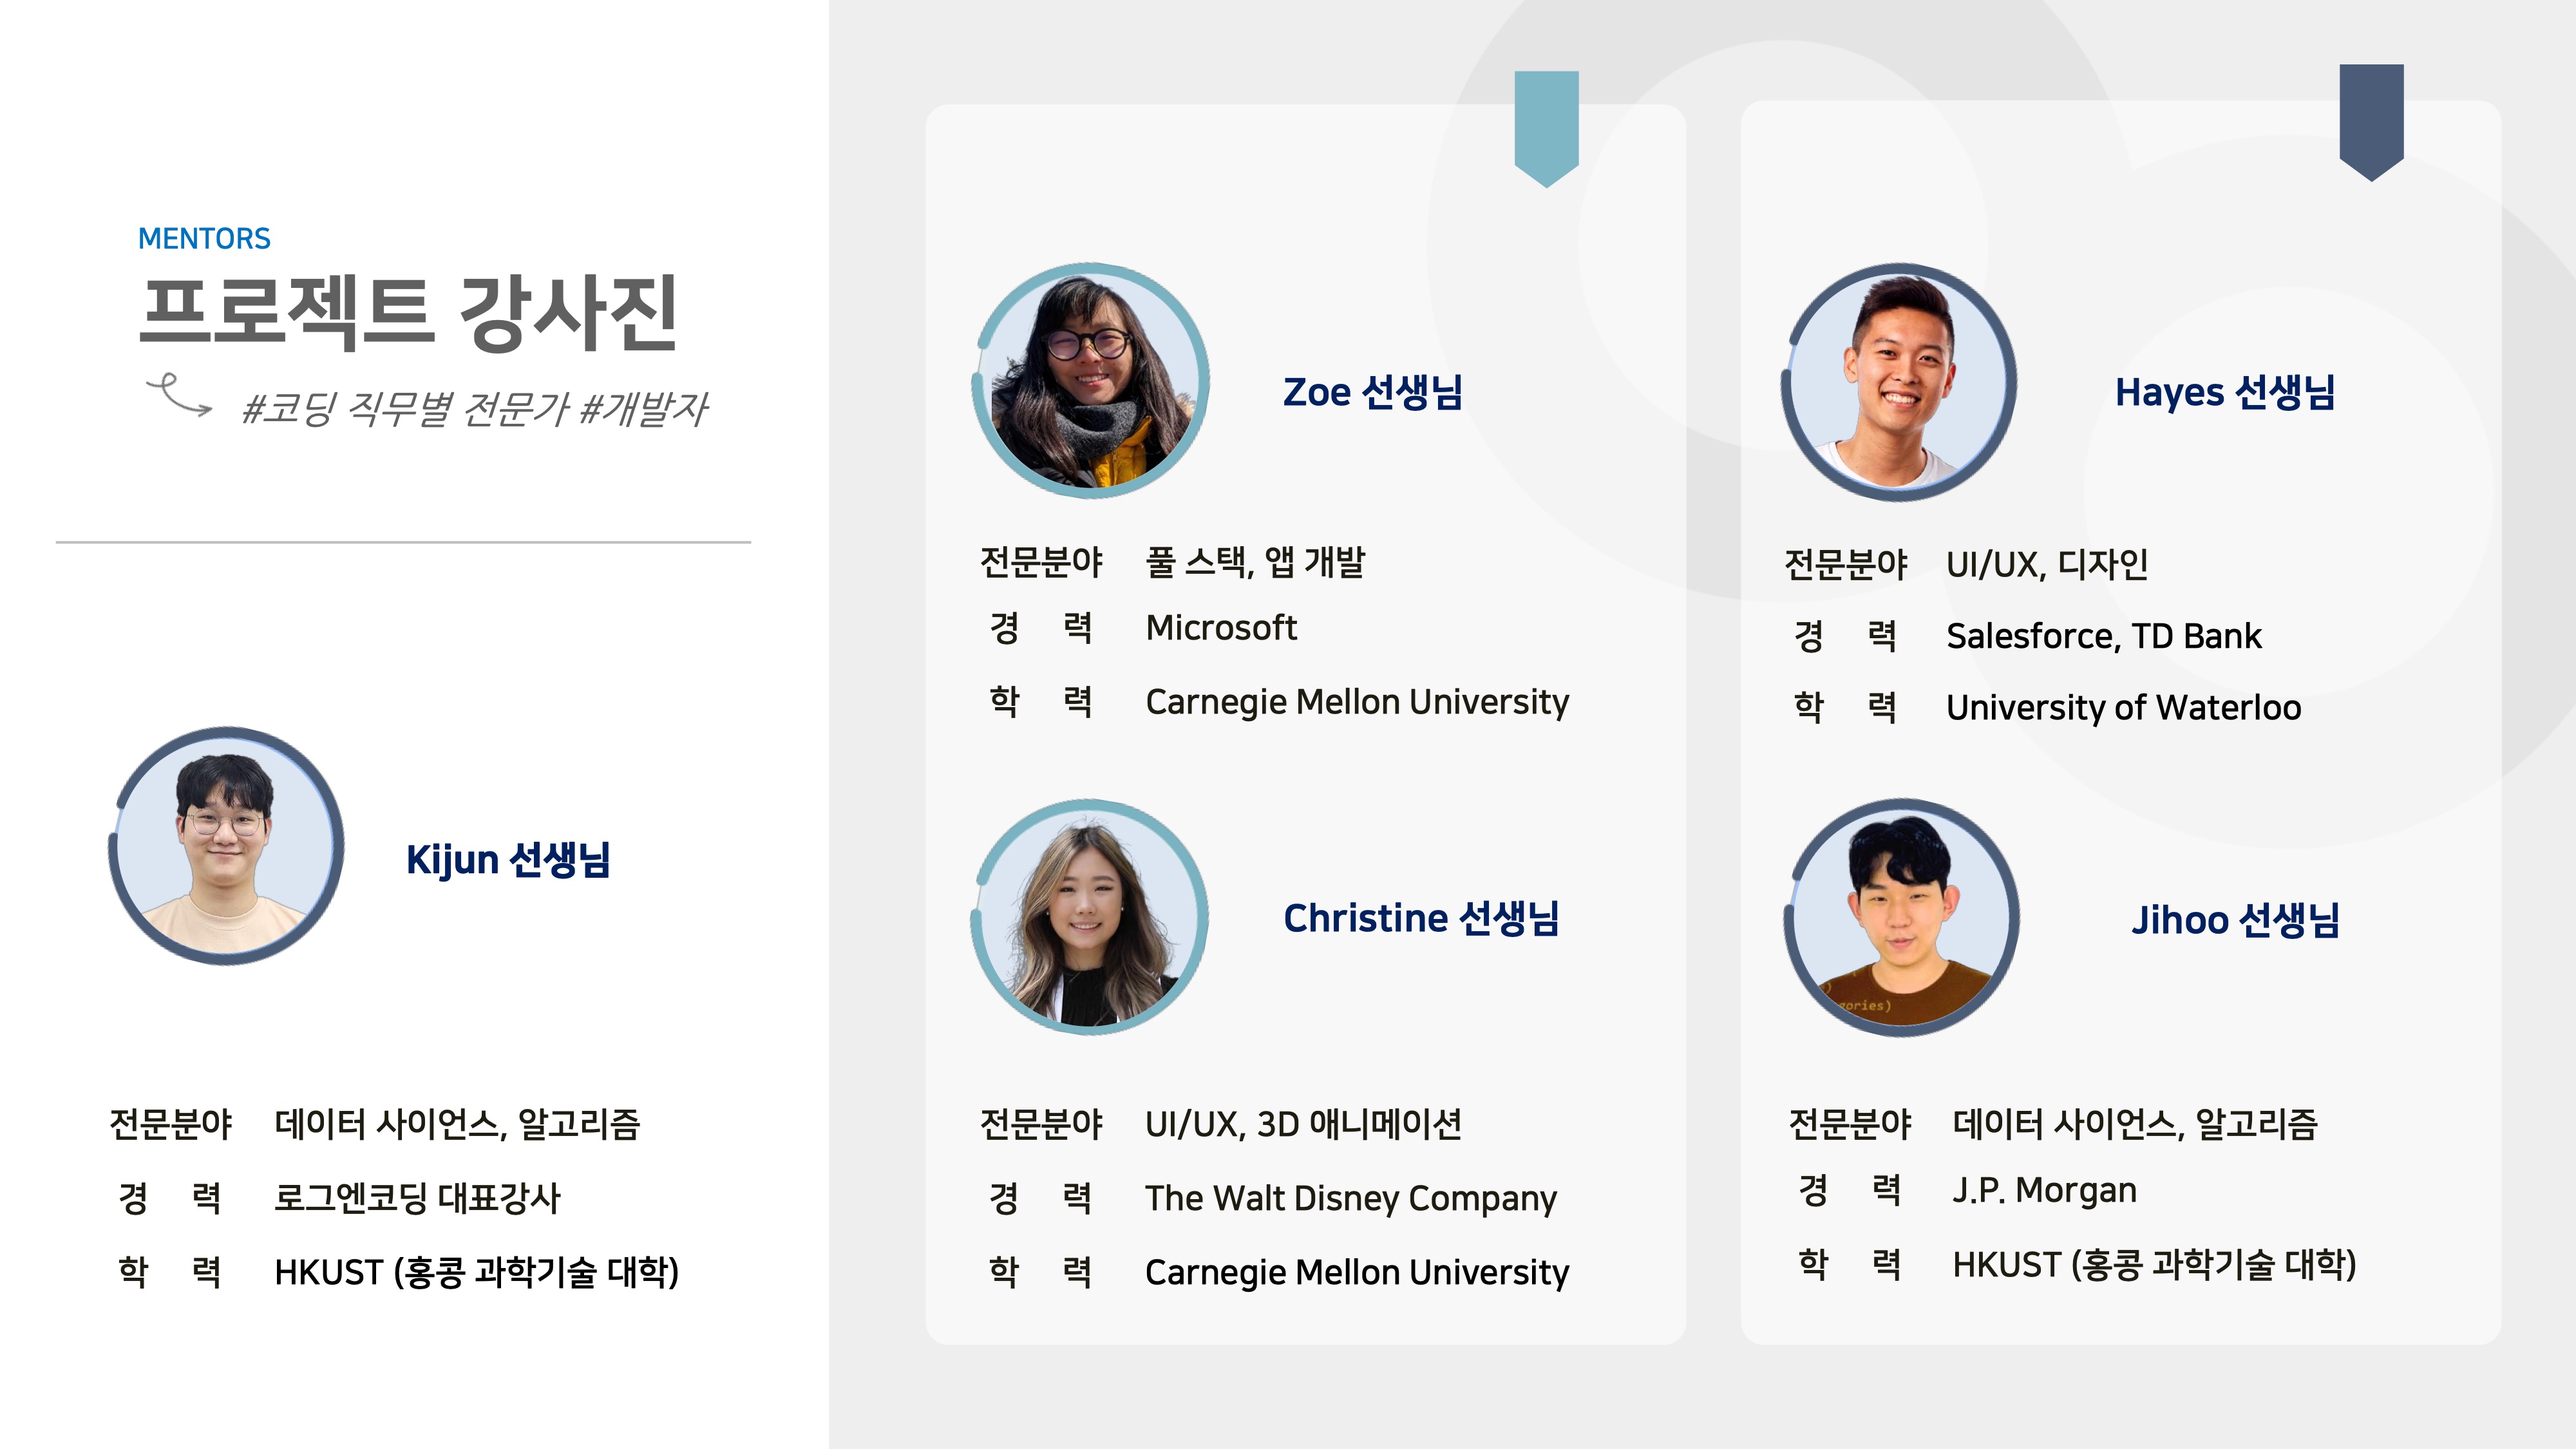 MENTORS
프로젝트 강사진
#코딩 직무별 전문가 #개발자
Kijun 선생님
전문분야 데이터 사이언스, 알고리즘
경 력 로그엔코딩 대표강사
학 력 HKUST (홍콩 과학기술 대학)
Zoe 선생님
전문분야 풀 스택, 앱 개발
경 력 Microsoft
학 력 Carnegie Mellon University
Christine 선생님
전문분야 UI/UX, 3D 애니메이션
경 력 The Walt Disney Company
학 력 Carnegie Mellon University
Hayes 선생님
전문분야 UI/UX, 디자인
경 력 Salesforce, TD Bank
학 력 University of Waterloo
Jihoo 선생님
gories)
전문분야 데이터 사이언스, 알고리즘
경 력 J.P. Morgan
학 력 HKUST (홍콩 과학기술 대학)